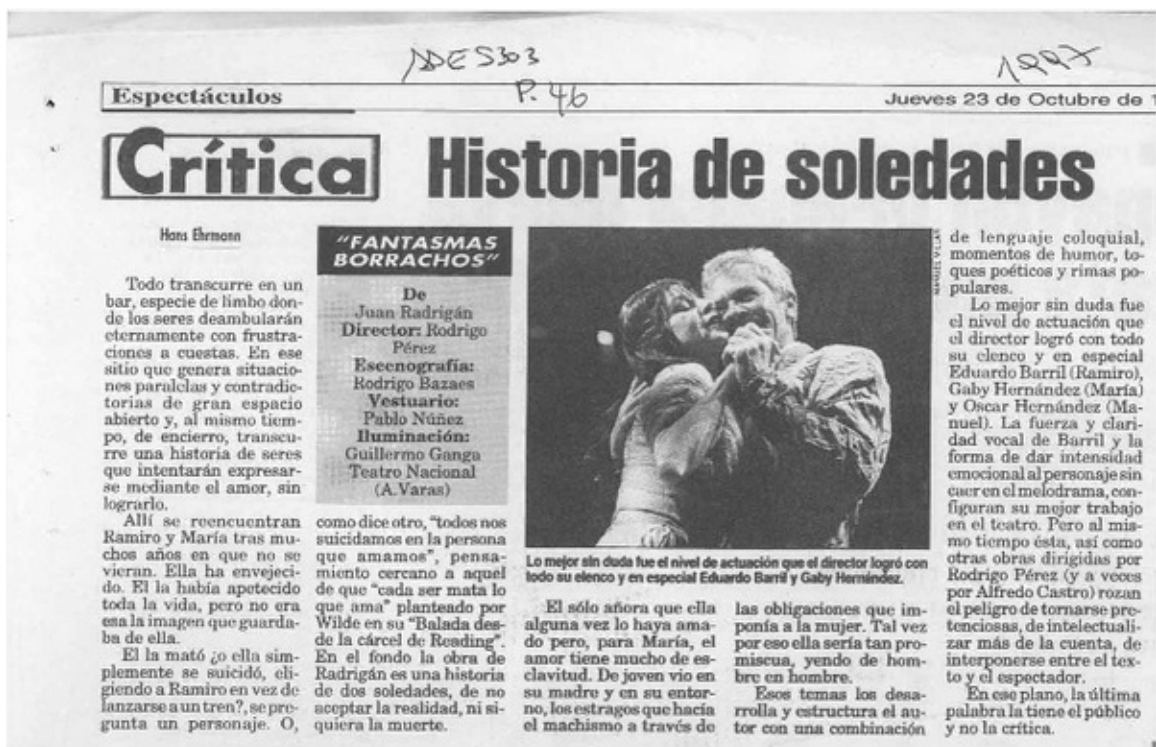 ADES303
1997
P. 46
Espectáculos
Jueves 23 de Octubre de 1
Crítica
Historia de soledades
Hans Ehrmann
Todo transcurre en un
bar, especie de limbo don-
de los seres deambularán
eternamente con frustra-
ciones a cuestas. En ese
sitio que genera situacio-
nes paralelas y contradic-
torias de gran espacio
abierto y, al mismo tiem-
po, de encierro, transcu-
rre una historia de seres
que intentarán expresar-
se mediante el amor, sin
lograrlo.
Allí se reencuentran
Ramiro y María tras mu-
chos años en que no se
vieran. Ella ha envejeci-
do. El la había apetecido
toda la vida, pero no era
esa la imagen que guarda-
ba de ella.
El la mató ¿o ella sim-
plemente se suicidó, eli-
giendo a Ramiro en vez de
lanzarse a un tren?, se pre-
gunta un personaje. O,
"FANTASMAS
BORRACHOS"
De
Juan Radrigán
Director: Rodrigo
Pérez
Escenografía:
Rodrigo Bazaes
Vestuario:
Pablo Núñez
Iluminación:
Guillermo Ganga
Teatro Nacional
(A.Varas)
como dice otro, "todos nos
suicidamos en la persona
que amamos", pensa-
miento cercano a aquel
de que "cada ser mata lo
que ama" planteado por
Wilde en su "Balada des-
de la cárcel de Reading".
En el fondo la obra de
Radrigán es una historia
de dos soledades, de no
aceptar la realidad, ni si-
quiera la muerte.
MANUEL VILLAR
Lo mejor sin duda fue el nivel de actuación que el director logró con
todo su elenco y en especial Eduardo Barril y Gaby Hernández.
El sólo añora que ella
alguna vez lo haya ama-
do pero, para María, el
amor tiene mucho de es-
clavitud. De joven vio en
su madre y en su entor-
no, los estragos que hacía
el machismo a través de
las obligaciones que im-
ponía a la mujer. Tal vez
por eso ella sería tan pro-
miscua, yendo de hom-
bre en hombre.
Esos temas los desa-
rrolla y estructura el au-
tor con una combinación
de lenguaje coloquial,
momentos de humor, to-
ques poéticos y rimas po-
pulares.
Lo mejor sin duda fue
el nivel de actuación que
el director logró con todo
su elenco y en especial
Eduardo Barril (Ramiro),
Gaby Hernández (María)
y Oscar Hernández (Ma-
nuel). La fuerza y clari-
dad vocal de Barril y la
forma de dar intensidad
emocional al personaje sin
caer en el melodrama, con-
figuran su mejor trabajo
en el teatro. Pero al mis-
mo tiempo ésta, así como
otras obras dirigidas por
Rodrigo Pérez (y a veces
por Alfredo Castro) rozan
el peligro de tornarse pre-
tenciosas, de intelectuali-
zar más de la cuenta, de
interponerse entre el tex-
to y el espectador.
En ese plano, la última
palabra la tiene el público
y no la crítica.